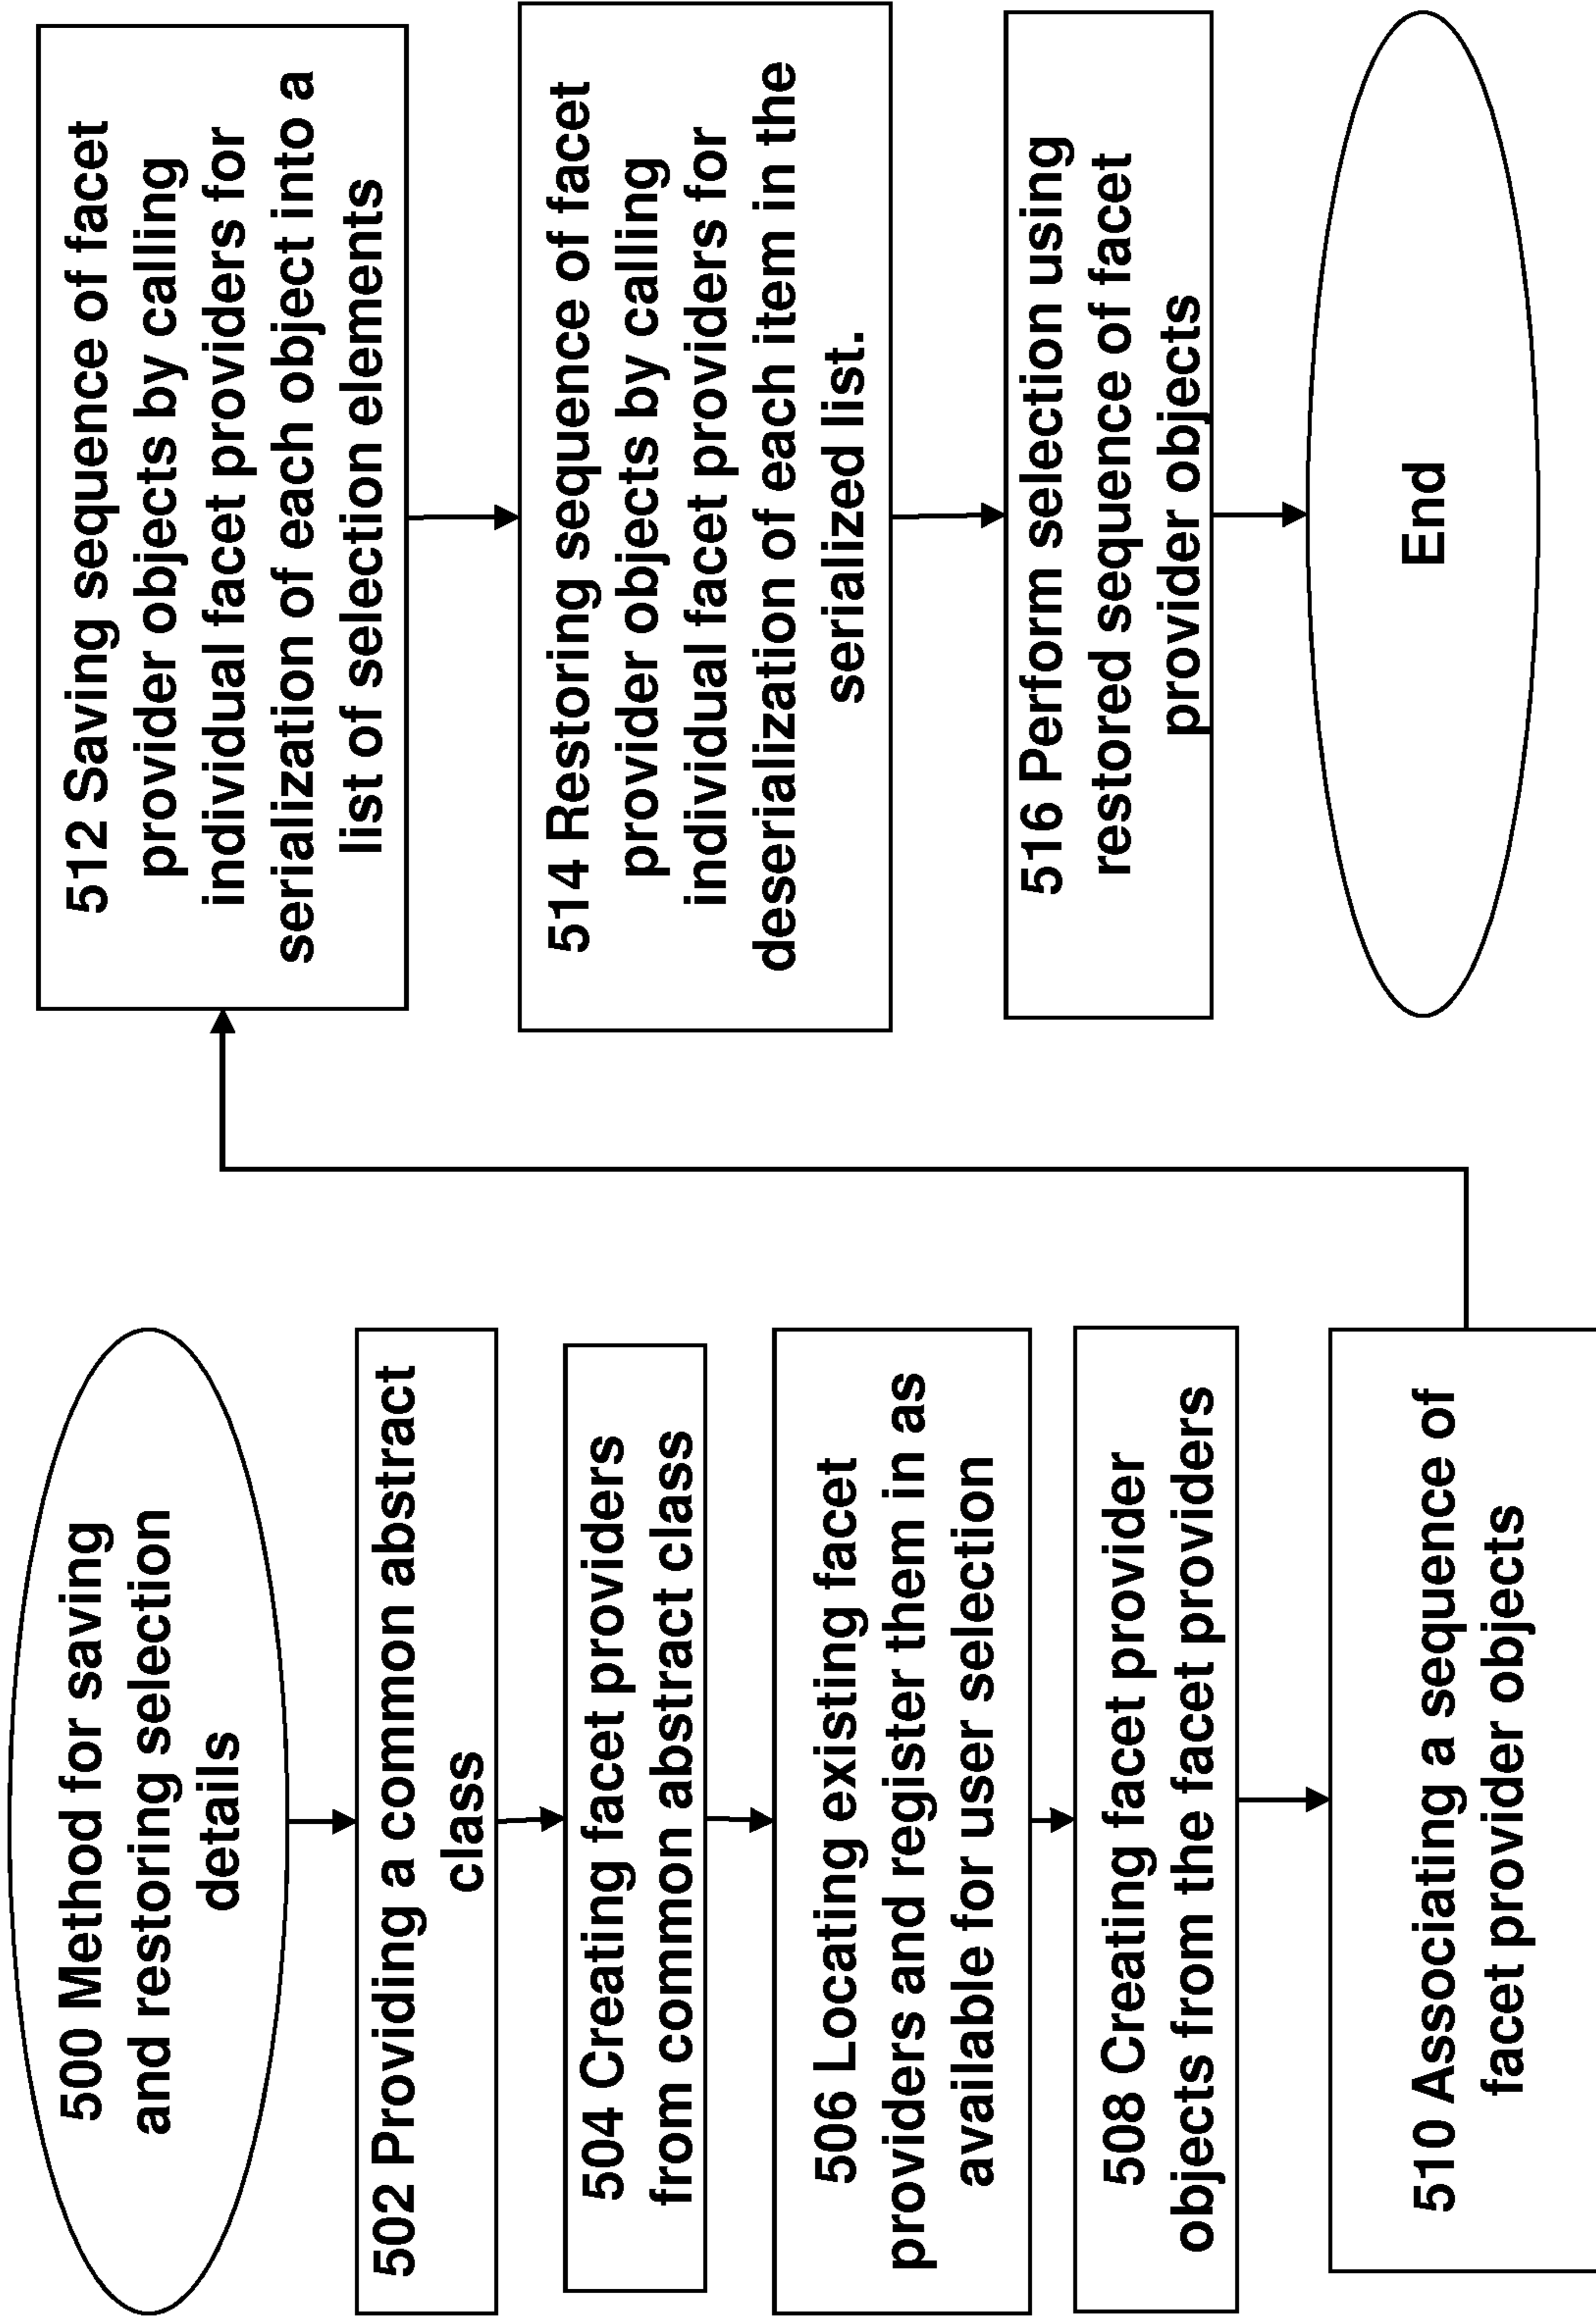 500 Method for saving
and restoring selection
details
502 Providing a common abstract
class
504 Creating facet providers
from common abstract class
506 Locating existing facet
providers and register them in as
available for user selection
508 Creating facet provider
objects from the facet providers
510 Associating a sequence of
facet provider objects
512 Saving sequence of facet
provider objects by calling
individual facet providers for
serialization of each object into a
list of selection elements
514 Restoring sequence of facet
provider objects by calling
individual facet providers for
deserialization of each item in the
serialized list.
516 Perform selection using
restored sequence of facet
provider objects
End